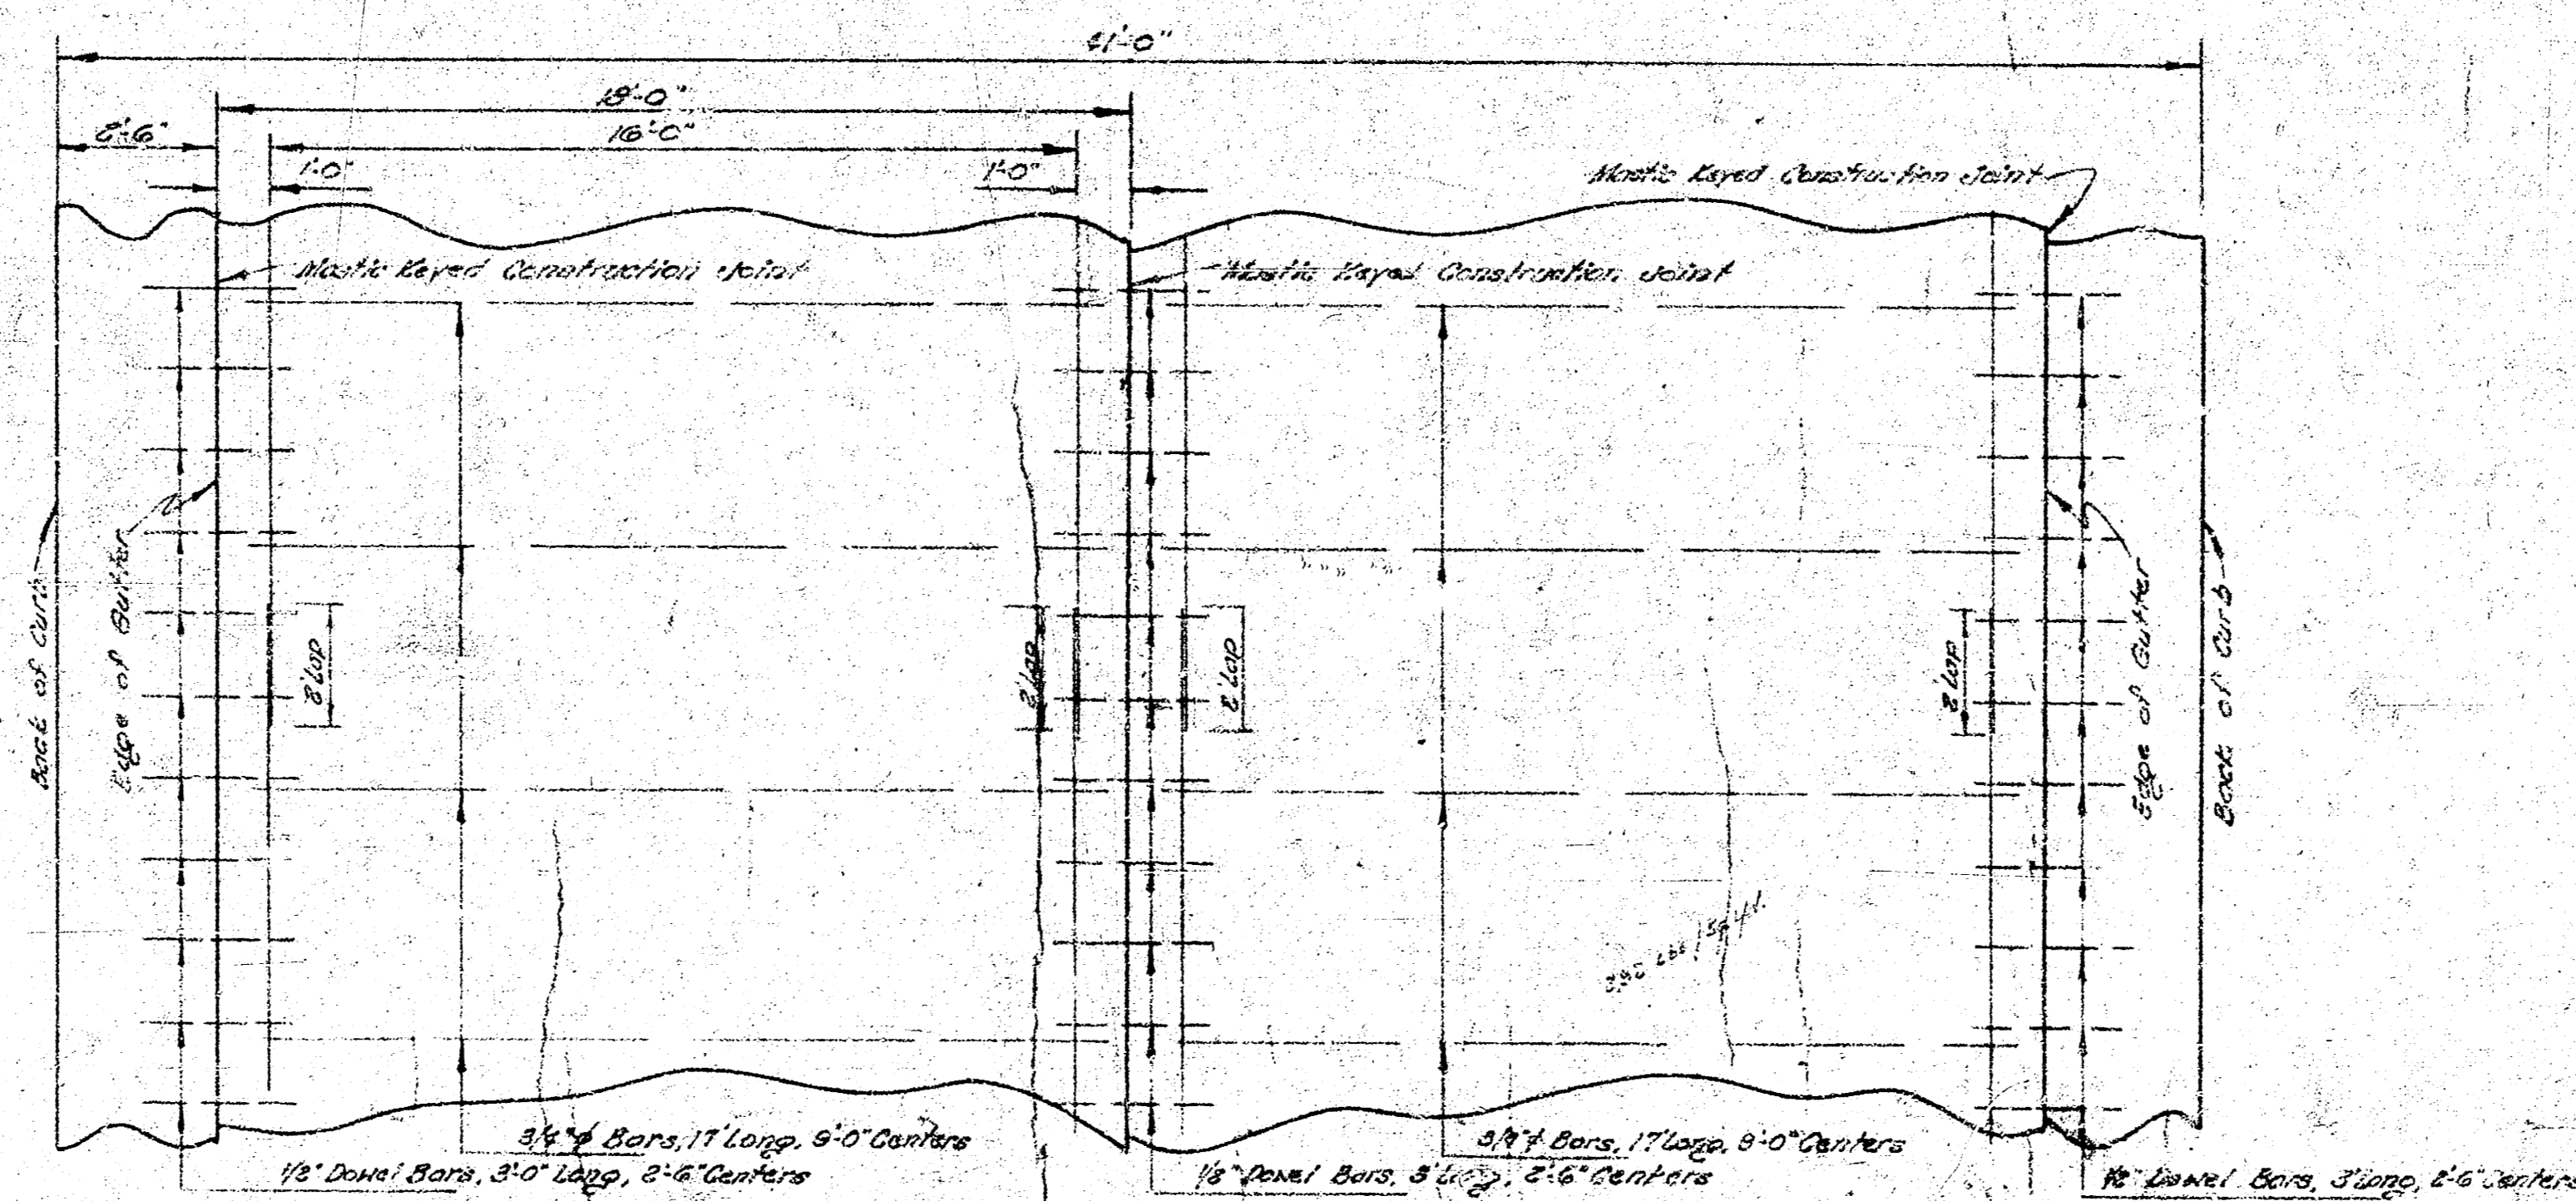 41'-0"
18'-0"
2'-6"
16'-0"
1'-0"
1'-0"
Mastic Keyed Construction Joint
Mastic Keyed Construction Joint
Mastic Keyed Construction Joint
Back of Curb
Edge of Gutter
2' Lap
2' Lap
2' Lap
2' Lap
Edge of Gutter
Back of Curb
3/4"ϕ Bars, 17' Long, 9'-0" Centers
3/4"ϕ Bars, 17' Long, 9'-0" Centers
1/2" Dowel Bars, 3'-0" Long, 2'-6" Centers
1/2" Dowel Bars, 3' Long, 2'-6" Centers
1/2" Dowel Bars, 3' Long, 2'-6" Centers